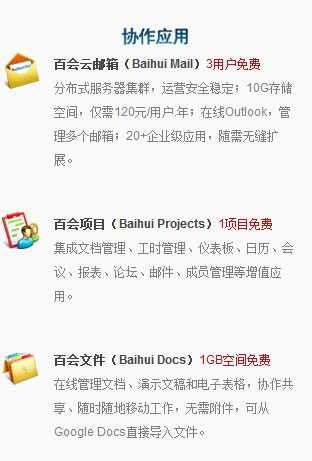 协作应用
百会云邮箱（Baihui Mail）3用户免费
分布式服务器集群，运营安全稳定；10G存储
空间，仅需120元/用户.年；在线Outlook，管
理多个邮箱；20+企业级应用，随需无缝扩
展。
百会项目（Baihui Projects）1项目免费
集成文档管理、工时管理、仪表板、日历、会
议、报表、论坛、邮件、成员管理等增值应
用。
百会文件（Baihui Docs）1GB空间免费
在线管理文档、演示文稿和电子表格，协作共
享、随时随地移动工作，无需附件，可从
Google Docs直接导入文件。